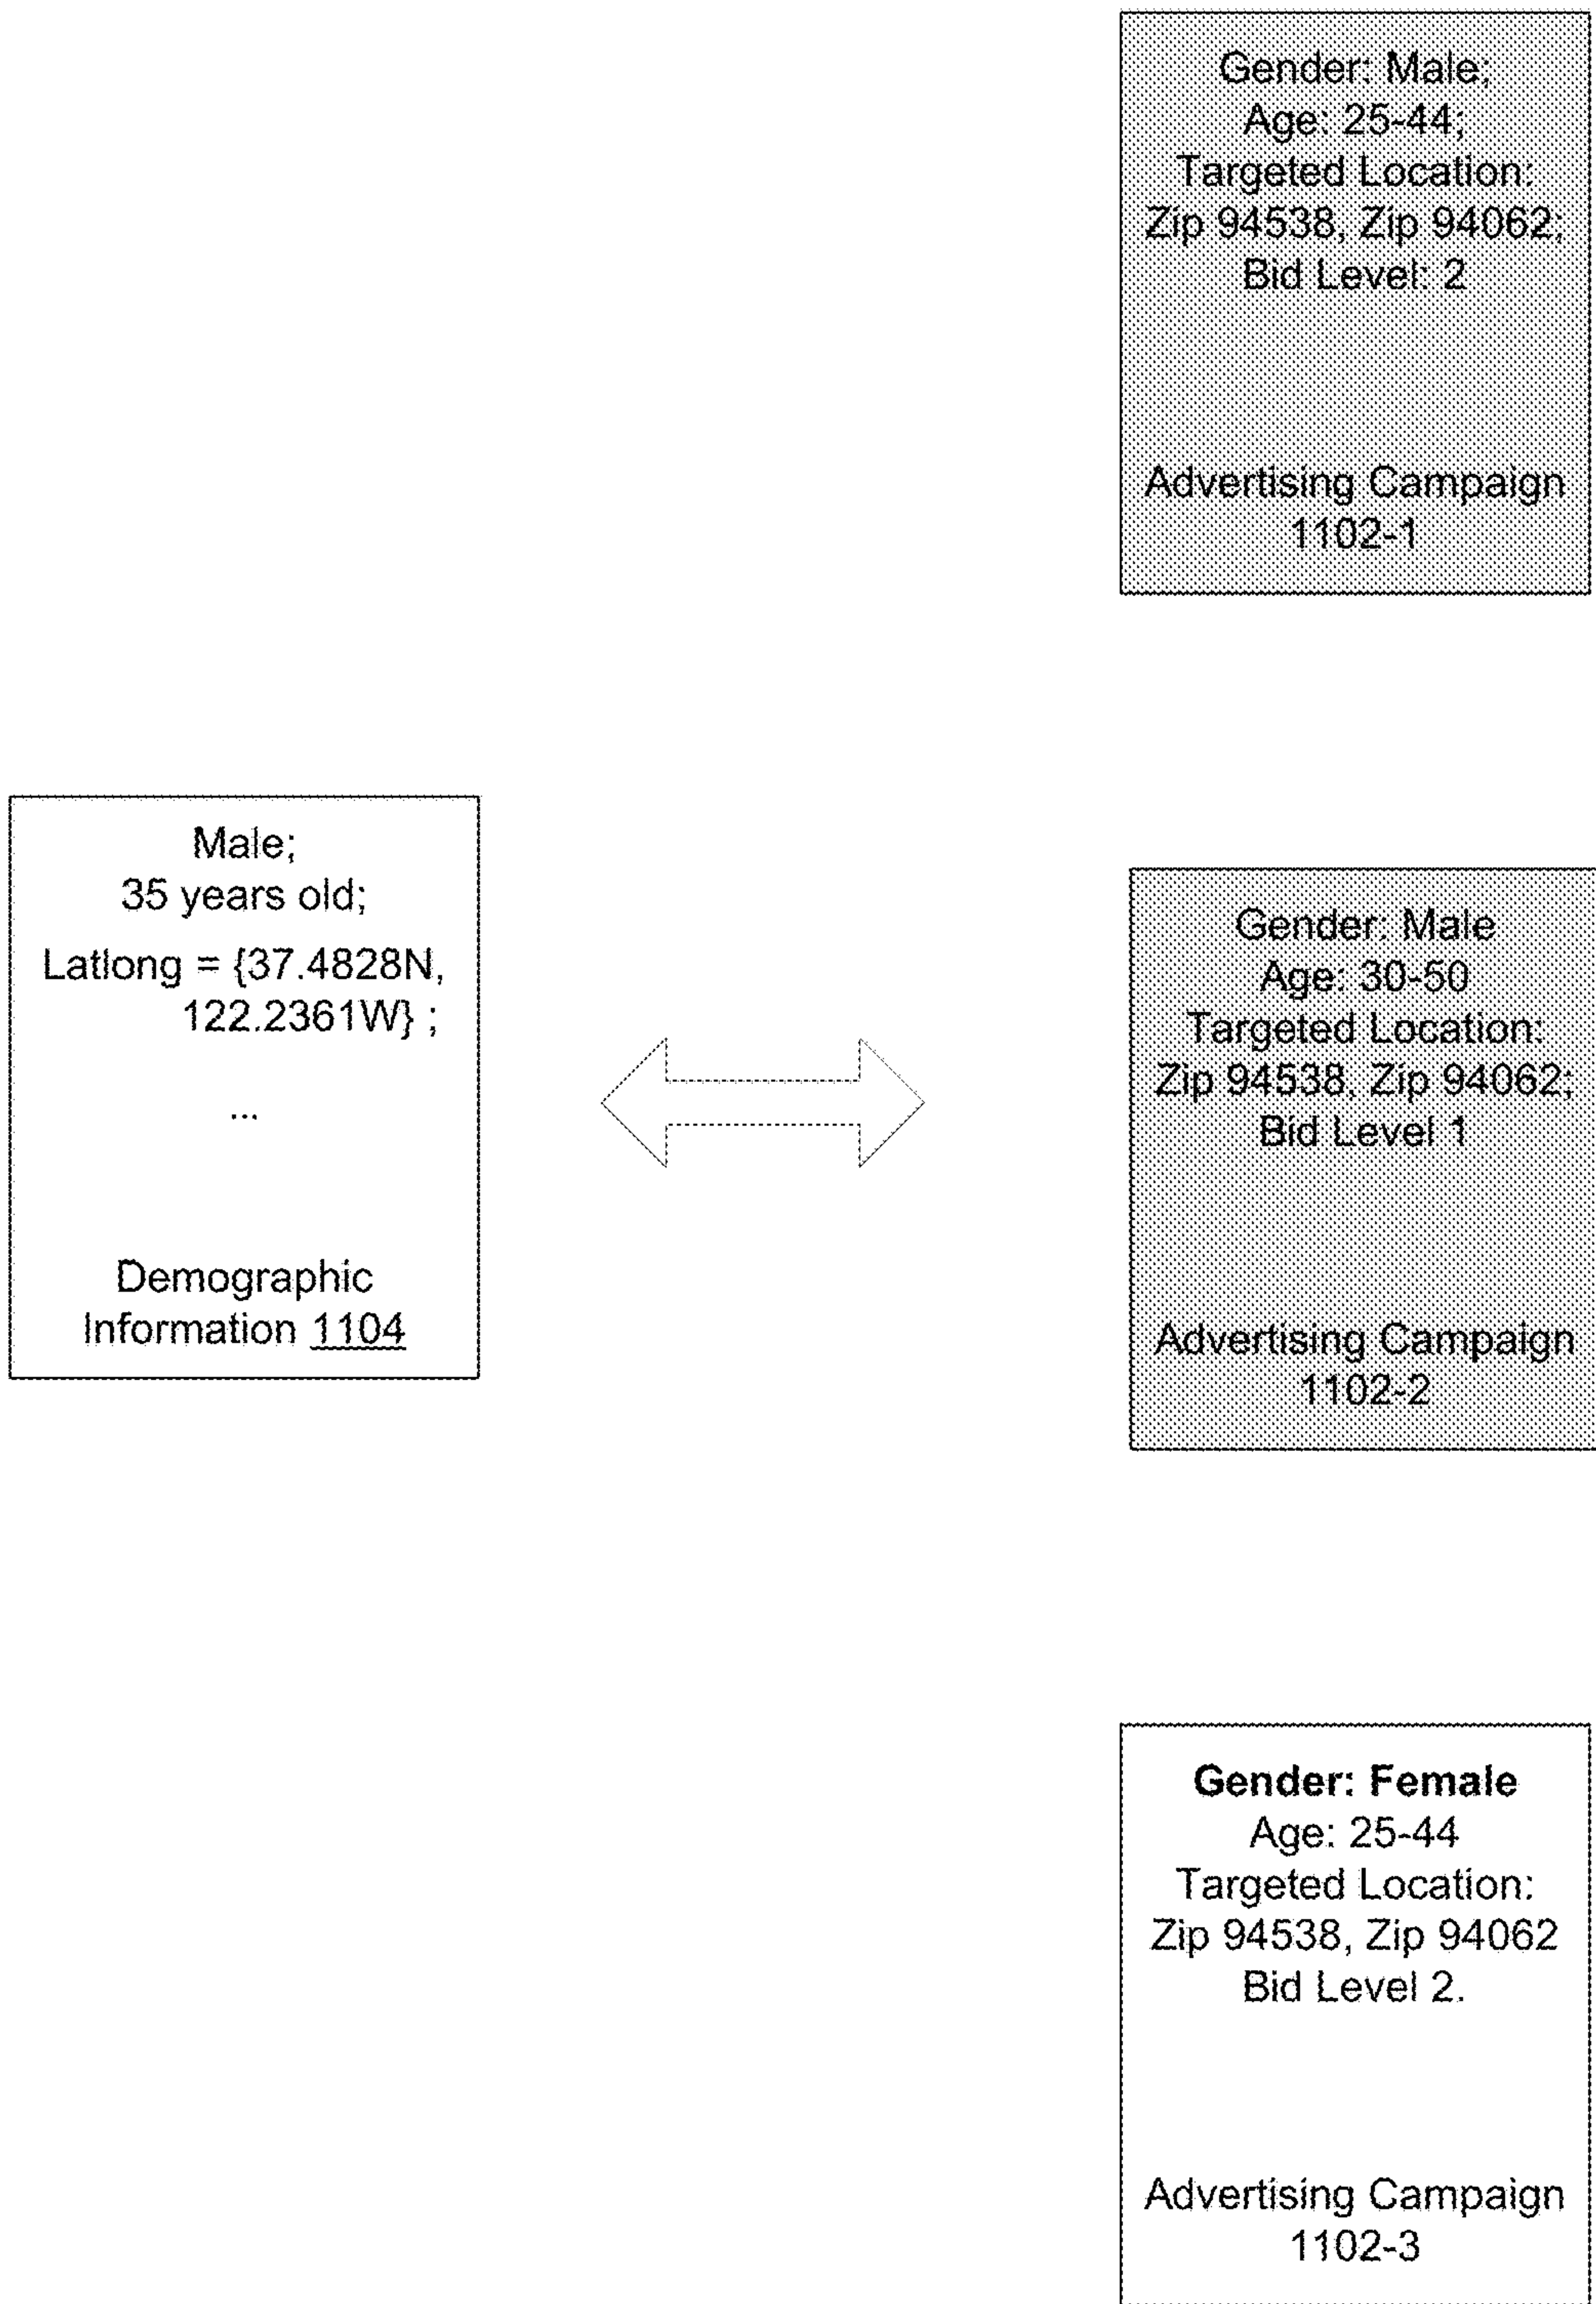 Gender: Male;
Age: 25-44;
Targeted Location:
Zip 94538, Zip 94062;
Bid Level: 2
Advertising Campaign
1102-1
Male;
35 years old;
Latlong = {37.4828N,
122.2361W} ;
...
Demographic
Information 1104
Gender: Male
Age: 30-50
Targeted Location:
Zip 94538, Zip 94062;
Bid Level 1
Advertising Campaign
1102-2
Gender: Female
Age: 25-44
Targeted Location:
Zip 94538, Zip 94062
Bid Level 2.
Advertising Campaign
1102-3